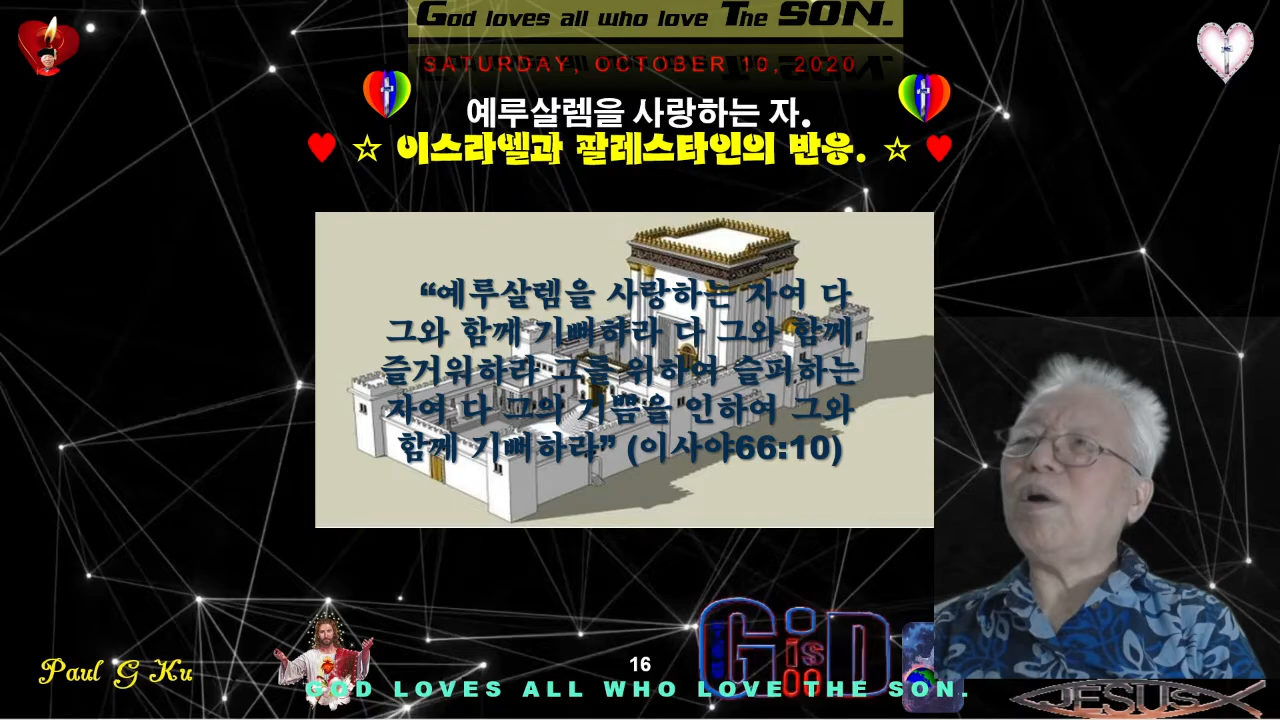 God loves all who love The SON.
SATURDAY, OCTOBER 10, 2020
예루살렘을 사랑하는 자.
☆ 이스라엘과 팔레스타인의 반응. ☆
“예루살렘을 사랑하는 자여 다
그와 함께 기뻐하라 다 그와 함께
즐거워하라 그를 위하여 슬퍼하는
자여 다 그의 기쁨을 인하여 그와
함께 기뻐하라” (이사야66:10)
Paul G Ku
16
GOD LOVES ALL WHO LOVE THE SON.
JESUS